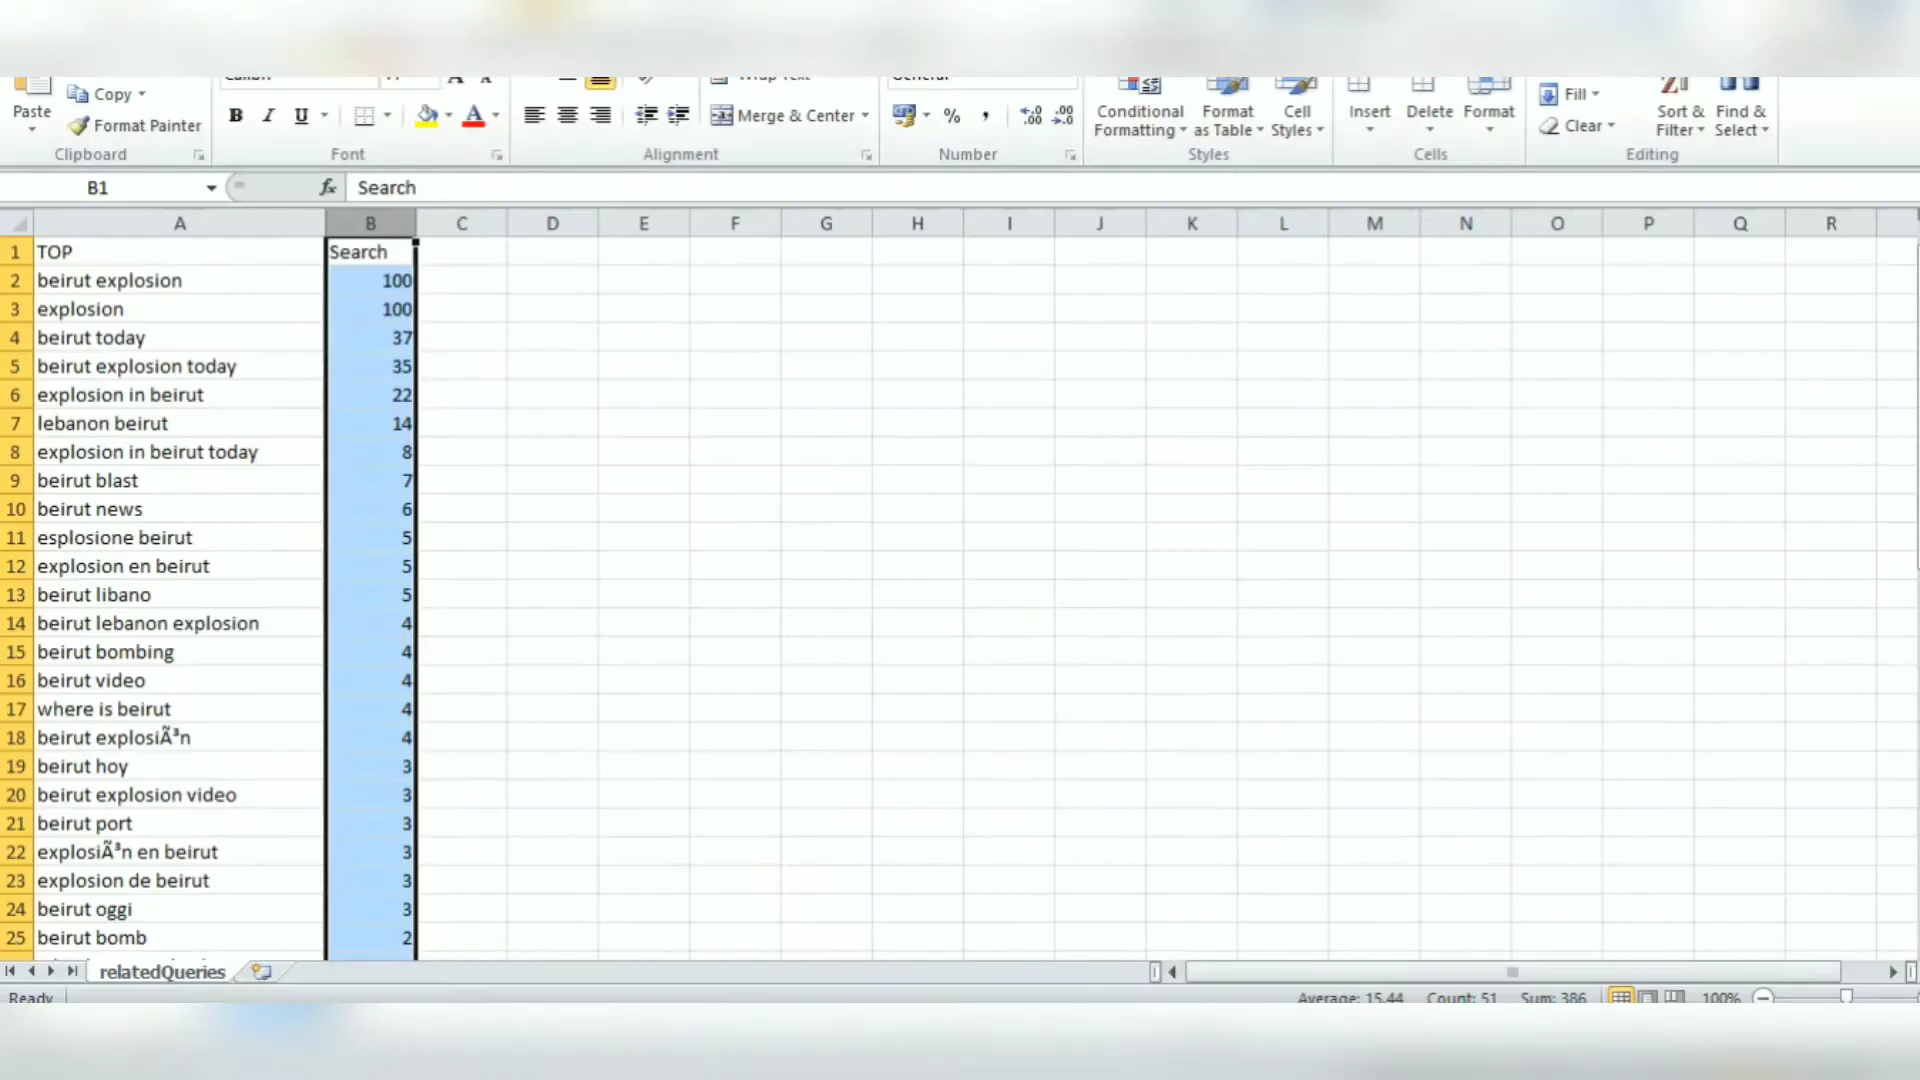 Copy
Paste
Format Painter
Clipboard
B I U
Font
Merge & Center
Alignment
General
%
Number
Conditional Formatting
Format as Table
Cell Styles
Styles
Insert
Delete
Format
Cells
Fill
Clear
Sort & Filter
Find & Select
Editing
B1
fx
Search
A B C D E F G H I J K L M N O P Q R
1 TOP Search
2 beirut explosion 100
3 explosion 100
4 beirut today 37
5 beirut explosion today 35
6 explosion in beirut 22
7 lebanon beirut 14
8 explosion in beirut today 8
9 beirut blast 7
10 beirut news 6
11 esplosione beirut 5
12 explosion en beirut 5
13 beirut libano 5
14 beirut lebanon explosion 4
15 beirut bombing 4
16 beirut video 4
17 where is beirut 4
18 beirut explosiÃ³n 4
19 beirut hoy 3
20 beirut explosion video 3
21 beirut port 3
22 explosiÃ³n en beirut 3
23 explosion de beirut 3
24 beirut oggi 3
25 beirut bomb 2
relatedQueries
Ready
Average: 15.44 Count: 51 Sum: 386 100%